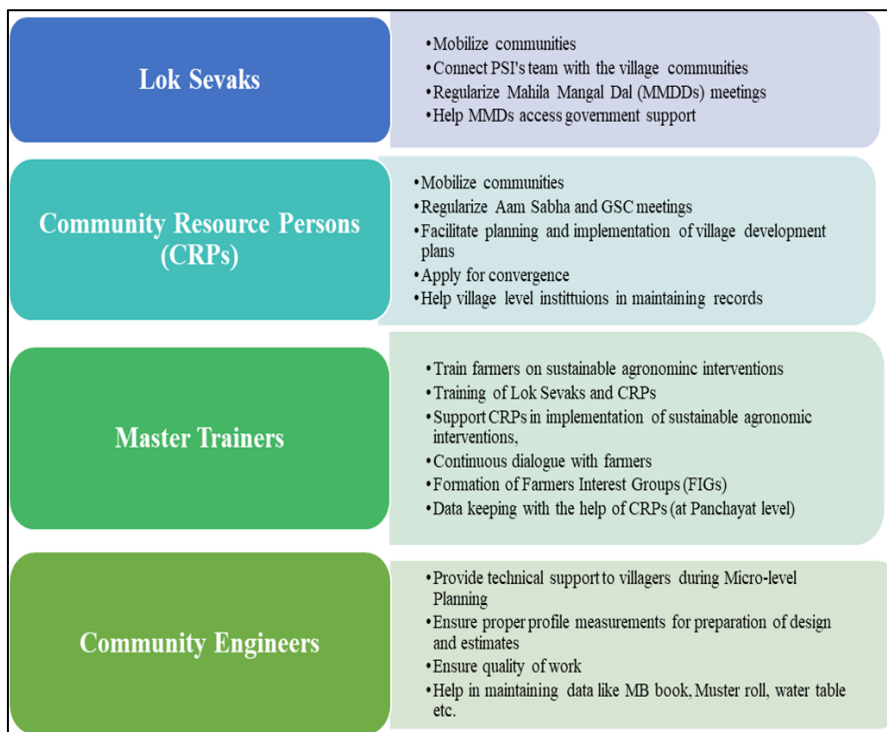 Lok Sevaks
•Mobilize communities
•Connect PSI's team with the village communities
•Regularize Mahila Mangal Dal (MMDDs) meetings
•Help MMDs access government support
Community Resource Persons
(CRPs)
•Mobilize communities
•Regularize Aam Sabha and GSC meetings
•Facilitate planning and implementation of village development
plans
•Apply for convergence
•Help village level instittuions in maintaining records
Master Trainers
•Train farmers on sustainable agronominc interventions
•Training of Lok Sevaks and CRPs
•Support CRPs in implementation of sustainable agronomic
interventions,
•Continuous dialogue with farmers
•Formation of Farmers Interest Groups (FIGs)
•Data keeping with the help of CRPs (at Panchayat level)
Community Engineers
•Provide technical support to villagers during Micro-level
Planning
•Ensure proper profile measurements for preparation of design
and estimates
•Ensure quality of work
•Help in maintaining data like MB book, Muster roll, water table
etc.